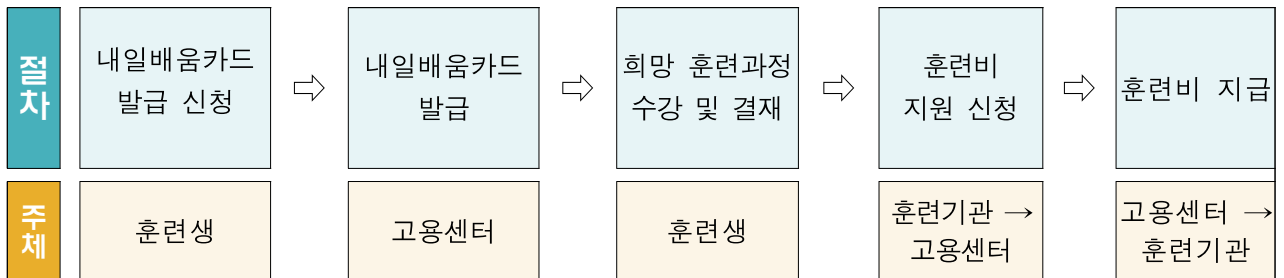 절차
내일배움카드
발급 신청
⇨
내일배움카드
발급
⇨
희망 훈련과정
수강 및 결재
⇨
훈련비
지원 신청
⇨
훈련비 지급
주체
훈련생
고용센터
훈련생
훈련기관 →
고용센터
고용센터 →
훈련기관